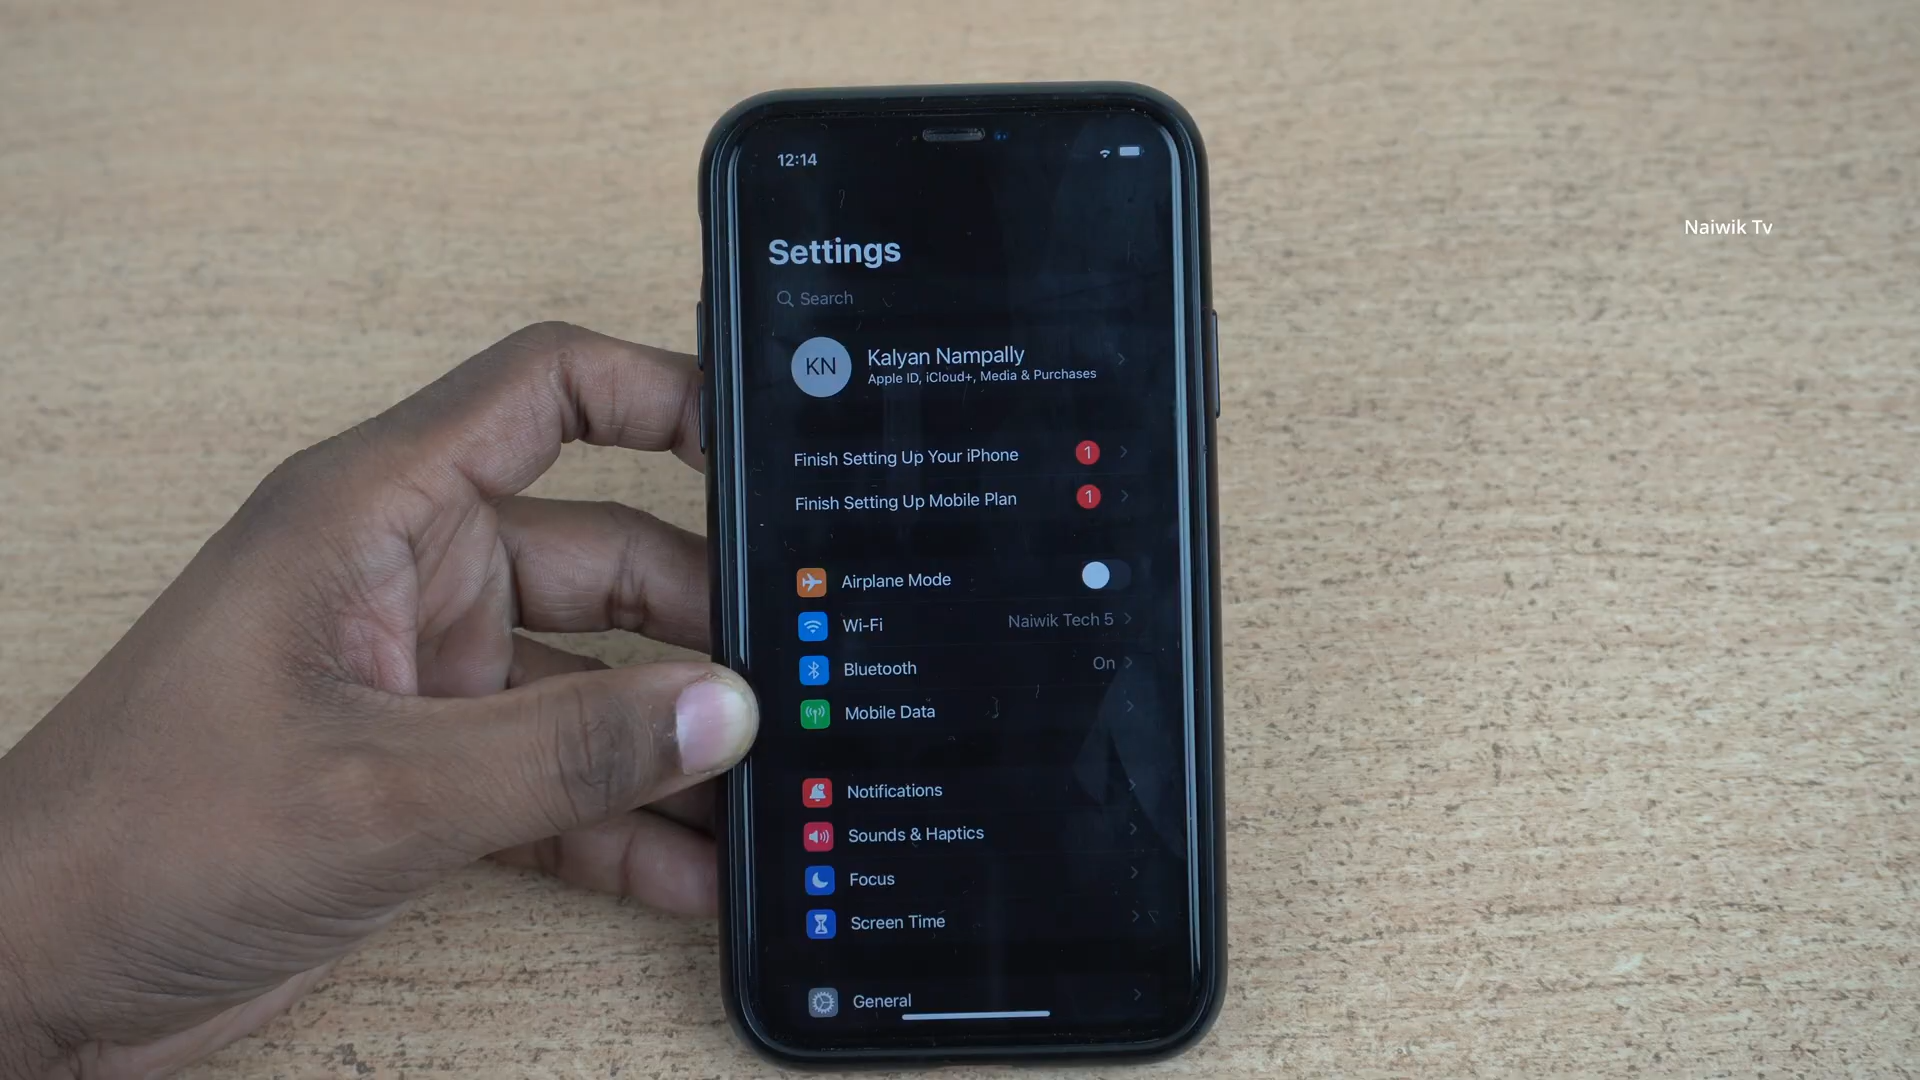 12:14
Naiwik Tv
Settings
Search
KN
Kalyan Nampally
Apple ID, iCloud+, Media & Purchases
Finish Setting Up Your iPhone 1
Finish Setting Up Mobile Plan 1
Airplane Mode
Wi-Fi Naiwik Tech 5
Bluetooth On
Mobile Data
Notifications
Sounds & Haptics
Focus
Screen Time
General